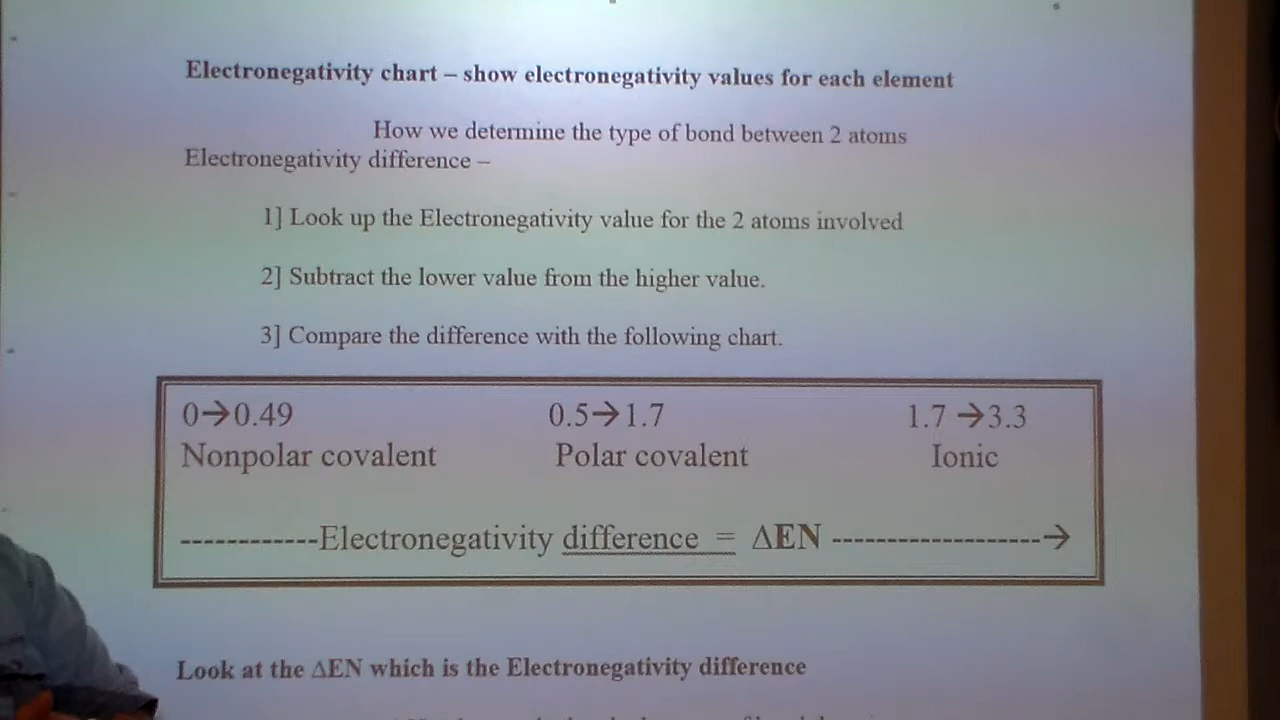 Electronegativity chart – show electronegativity values for each element
How we determine the type of bond between 2 atoms
Electronegativity difference –
1] Look up the Electronegativity value for the 2 atoms involved
2] Subtract the lower value from the higher value.
3] Compare the difference with the following chart.
0→0.49 0.5→1.7 1.7 →3.3
Nonpolar covalent Polar covalent Ionic
------------Electronegativity difference = ΔEN -------------------→
Look at the ΔEN which is the Electronegativity difference